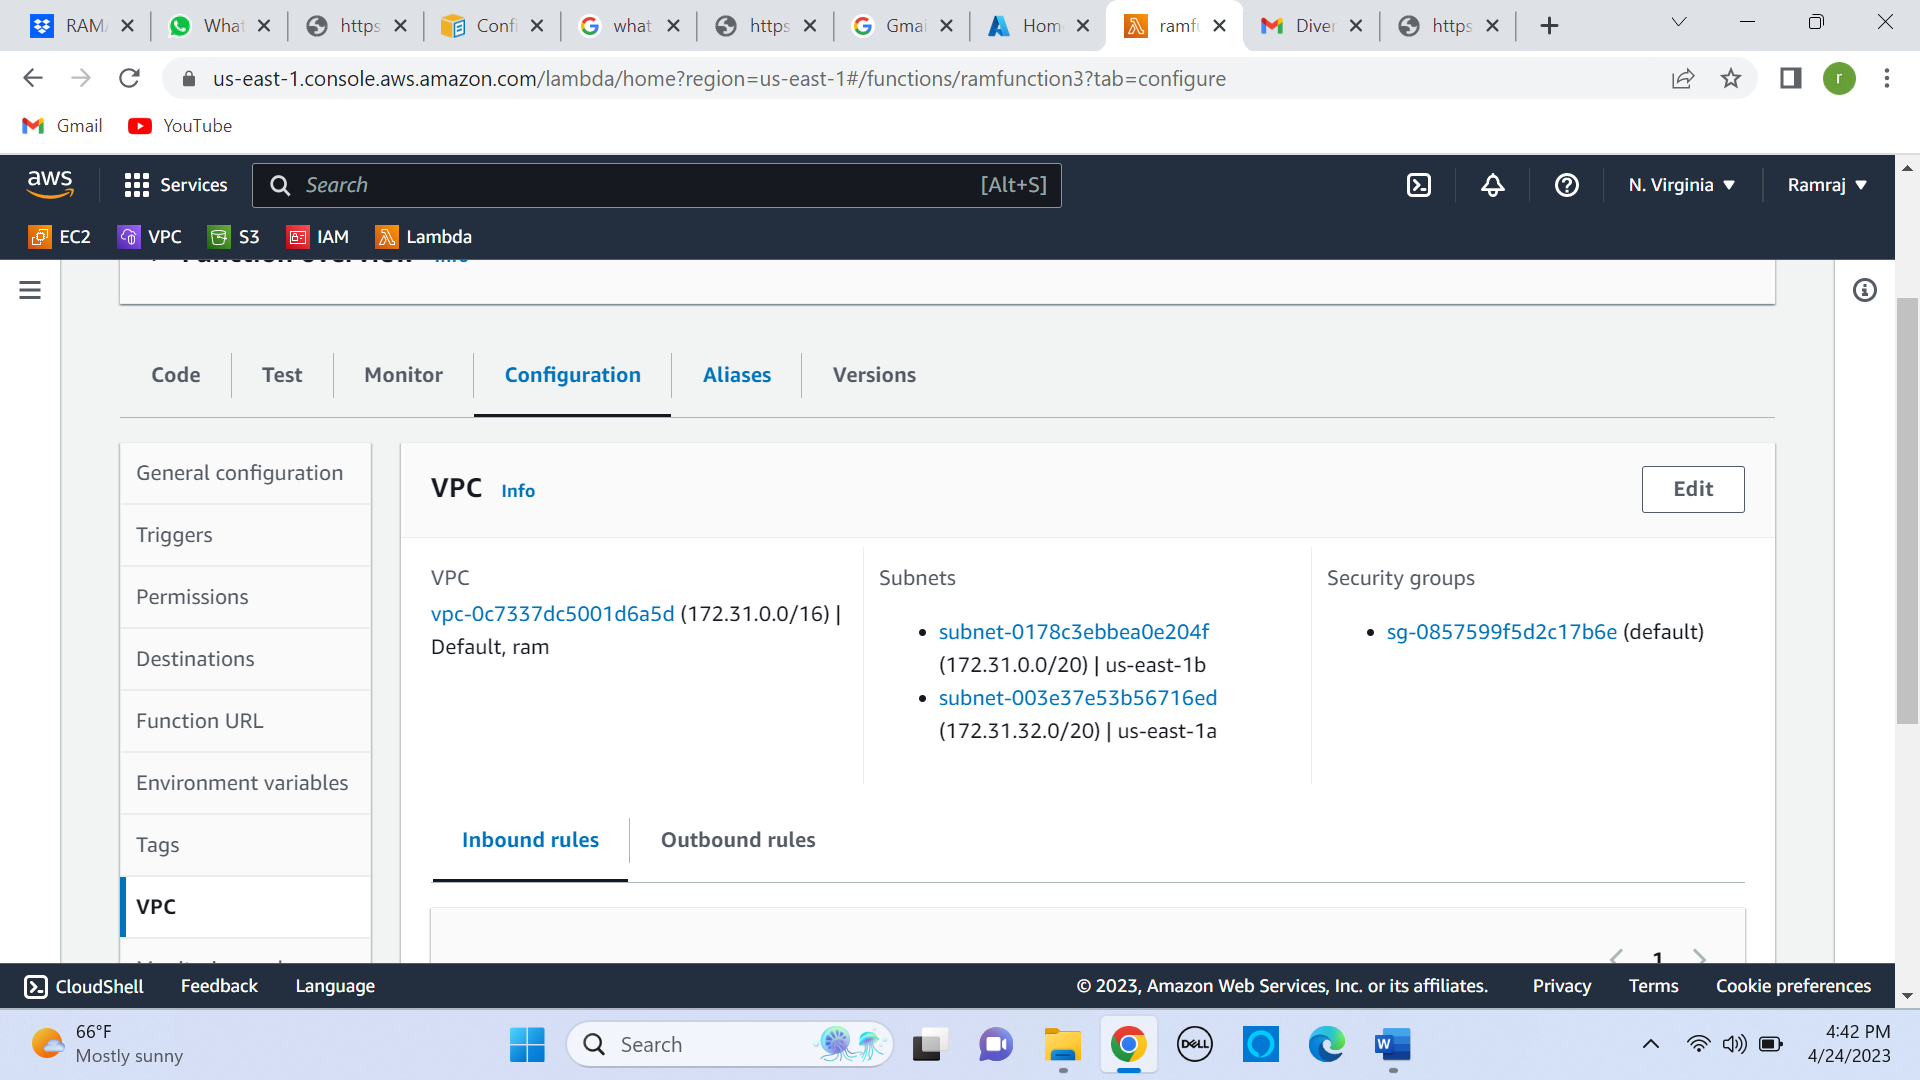 RAM/
What
https
Confi
what
https
Gmai
Hom
ramfu
Diver
https
us-east-1.console.aws.amazon.com/lambda/home?region=us-east-1#/functions/ramfunction3?tab=configure
r
Gmail YouTube
aws Services Search [Alt+S] N. Virginia Ramraj
EC2 VPC S3 IAM Lambda
Function overview Info
Code Test Monitor Configuration Aliases Versions
General configuration
Triggers
Permissions
Destinations
Function URL
Environment variables
Tags
VPC
VPC Info Edit
VPC
vpc-0c7337dc5001d6a5d (172.31.0.0/16) |
Default, ram
Subnets
• subnet-0178c3ebbea0e204f
(172.31.0.0/20) | us-east-1b
• subnet-003e37e53b56716ed
(172.31.32.0/20) | us-east-1a
Security groups
• sg-0857599f5d2c17b6e (default)
Inbound rules Outbound rules
1
CloudShell Feedback Language © 2023, Amazon Web Services, Inc. or its affiliates. Privacy Terms Cookie preferences
66°F
Mostly sunny
Search
DELL
W
4:42 PM
4/24/2023